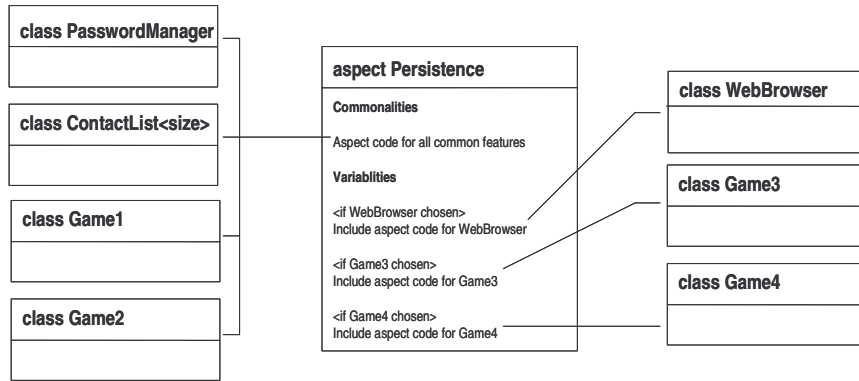 class PasswordManager
class ContactList<size>
class Game1
class Game2
aspect Persistence
Commonalities
Aspect code for all common features
Variablities
<if WebBrowser chosen>
Include aspect code for WebBrowser
<if Game3 chosen>
Include aspect code for Game3
<if Game4 chosen>
Include aspect code for Game4
class WebBrowser
class Game3
class Game4